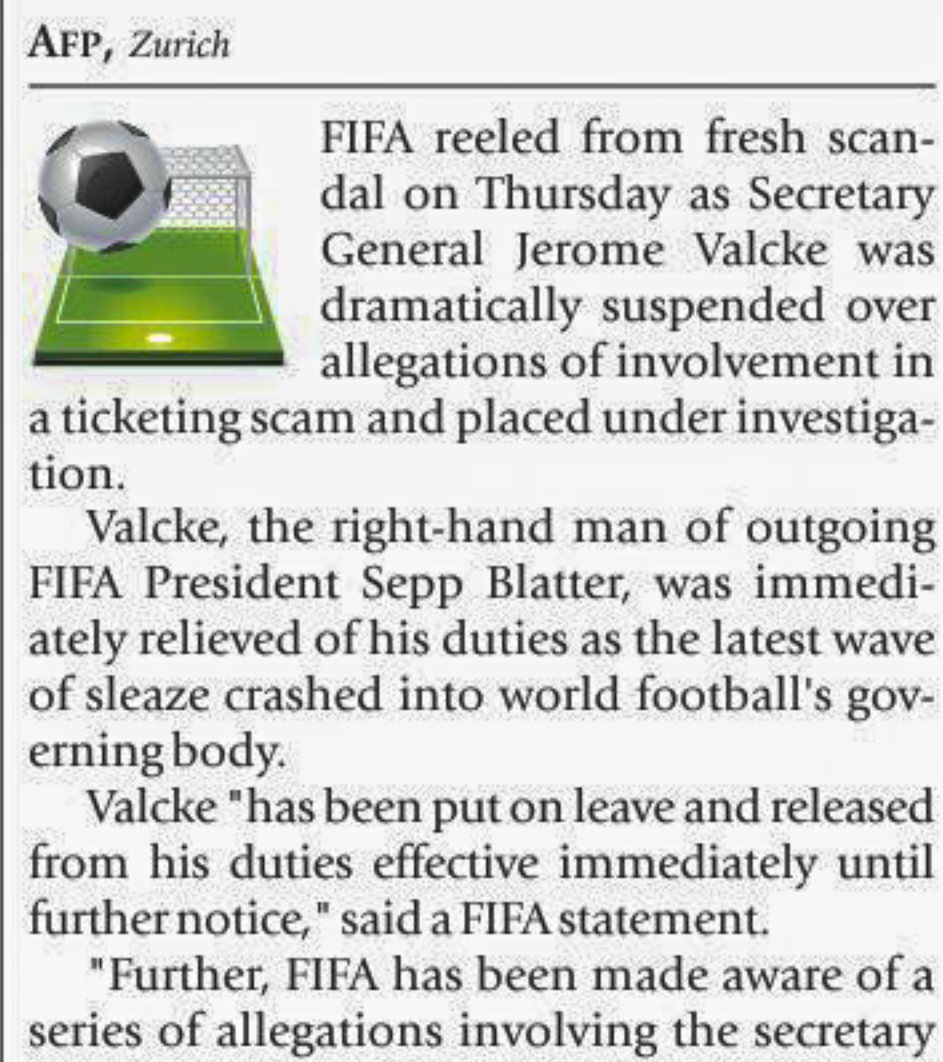 AFP, Zurich
FIFA reeled from fresh scan-
dal on Thursday as Secretary
General Jerome Valcke was
dramatically suspended over
allegations of involvement in
a ticketing scam and placed under investiga-
tion.
Valcke, the right-hand man of outgoing
FIFA President Sepp Blatter, was immedi-
ately relieved of his duties as the latest wave
of sleaze crashed into world football's gov-
erning body.
Valcke "has been put on leave and released
from his duties effective immediately until
further notice," said a FIFA statement.
"Further, FIFA has been made aware of a
series of allegations involving the secretary